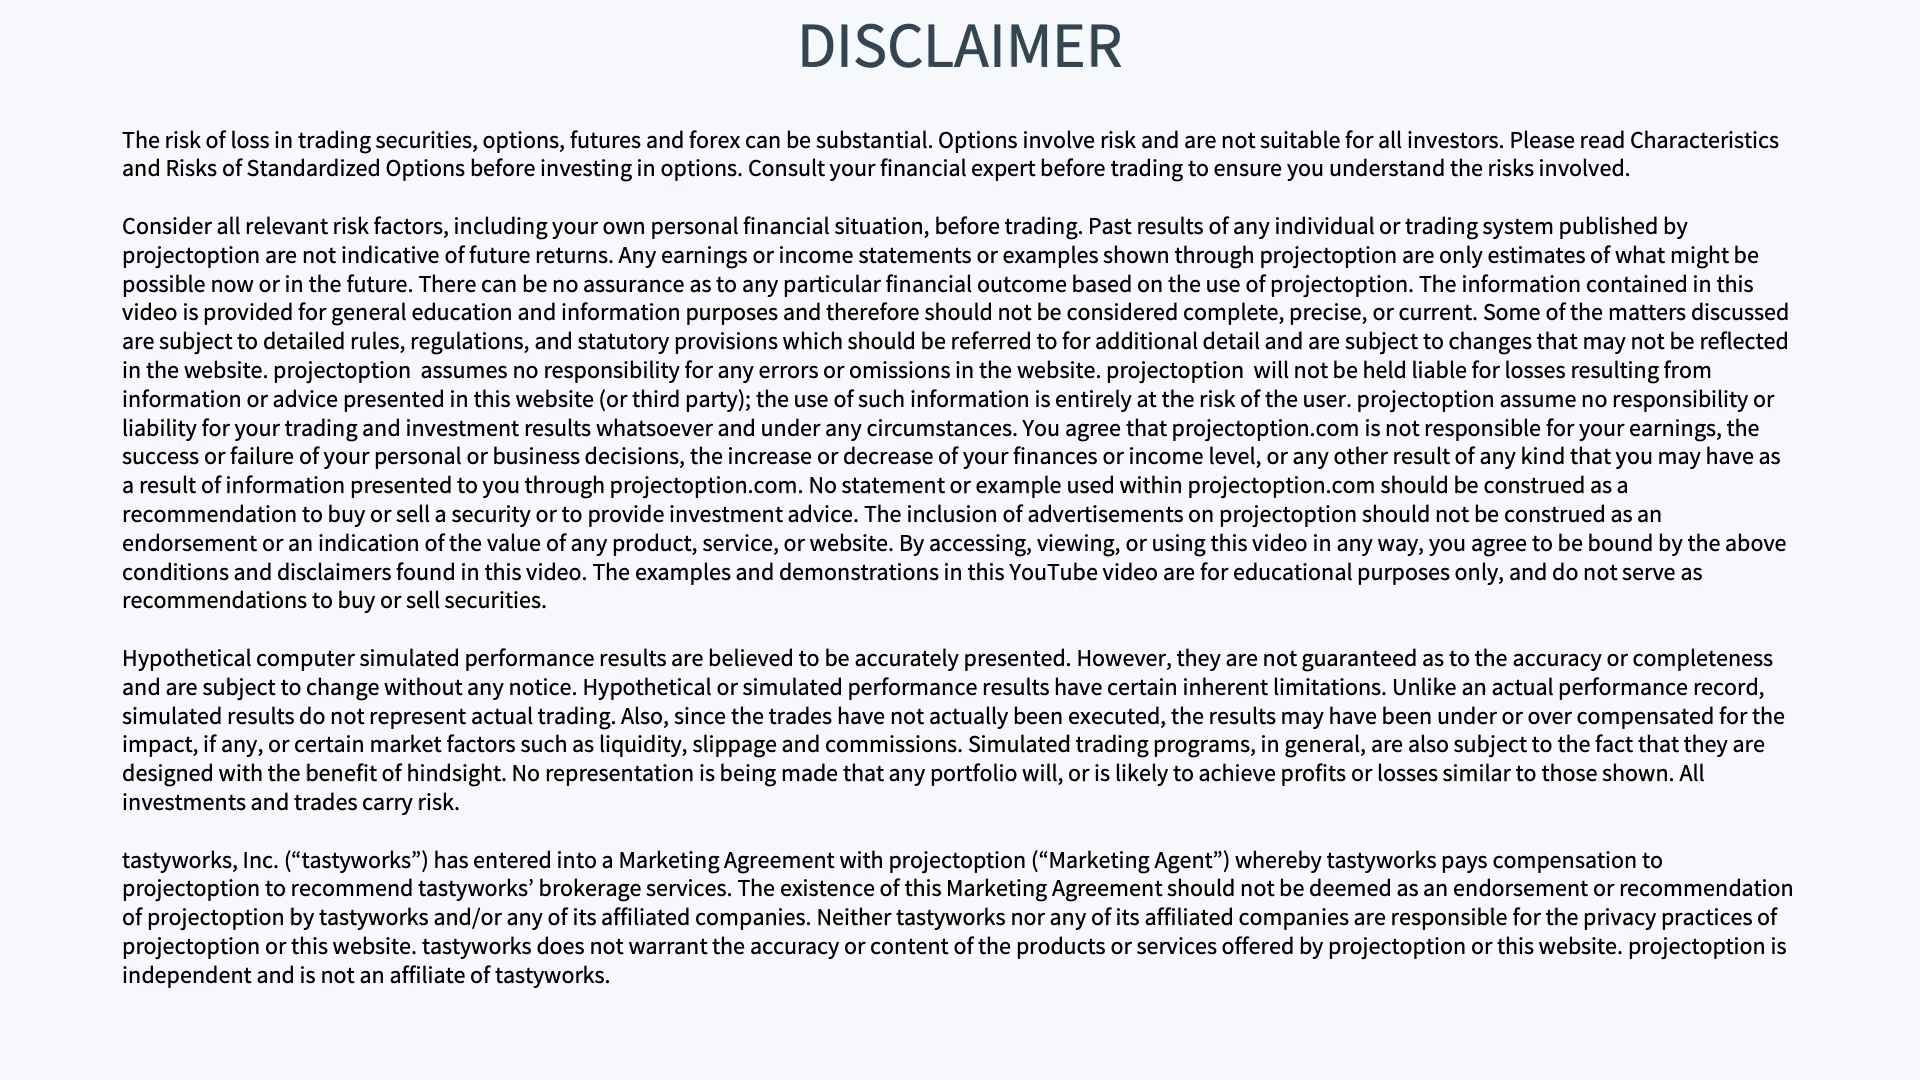 DISCLAIMER
The risk of loss in trading securities, options, futures and forex can be substantial. Options involve risk and are not suitable for all investors. Please read Characteristics
and Risks of Standardized Options before investing in options. Consult your financial expert before trading to ensure you understand the risks involved.
Consider all relevant risk factors, including your own personal financial situation, before trading. Past results of any individual or trading system published by
projectoption are not indicative of future returns. Any earnings or income statements or examples shown through projectoption are only estimates of what might be
possible now or in the future. There can be no assurance as to any particular financial outcome based on the use of projectoption. The information contained in this
video is provided for general education and information purposes and therefore should not be considered complete, precise, or current. Some of the matters discussed
are subject to detailed rules, regulations, and statutory provisions which should be referred to for additional detail and are subject to changes that may not be reflected
in the website. projectoption  assumes no responsibility for any errors or omissions in the website. projectoption  will not be held liable for losses resulting from
information or advice presented in this website (or third party); the use of such information is entirely at the risk of the user. projectoption assume no responsibility or
liability for your trading and investment results whatsoever and under any circumstances. You agree that projectoption.com is not responsible for your earnings, the
success or failure of your personal or business decisions, the increase or decrease of your finances or income level, or any other result of any kind that you may have as
a result of information presented to you through projectoption.com. No statement or example used within projectoption.com should be construed as a
recommendation to buy or sell a security or to provide investment advice. The inclusion of advertisements on projectoption should not be construed as an
endorsement or an indication of the value of any product, service, or website. By accessing, viewing, or using this video in any way, you agree to be bound by the above
conditions and disclaimers found in this video. The examples and demonstrations in this YouTube video are for educational purposes only, and do not serve as
recommendations to buy or sell securities.
Hypothetical computer simulated performance results are believed to be accurately presented. However, they are not guaranteed as to the accuracy or completeness
and are subject to change without any notice. Hypothetical or simulated performance results have certain inherent limitations. Unlike an actual performance record,
simulated results do not represent actual trading. Also, since the trades have not actually been executed, the results may have been under or over compensated for the
impact, if any, or certain market factors such as liquidity, slippage and commissions. Simulated trading programs, in general, are also subject to the fact that they are
designed with the benefit of hindsight. No representation is being made that any portfolio will, or is likely to achieve profits or losses similar to those shown. All
investments and trades carry risk.
tastyworks, Inc. (“tastyworks”) has entered into a Marketing Agreement with projectoption (“Marketing Agent”) whereby tastyworks pays compensation to
projectoption to recommend tastyworks’ brokerage services. The existence of this Marketing Agreement should not be deemed as an endorsement or recommendation
of projectoption by tastyworks and/or any of its affiliated companies. Neither tastyworks nor any of its affiliated companies are responsible for the privacy practices of
projectoption or this website. tastyworks does not warrant the accuracy or content of the products or services offered by projectoption or this website. projectoption is
independent and is not an affiliate of tastyworks.